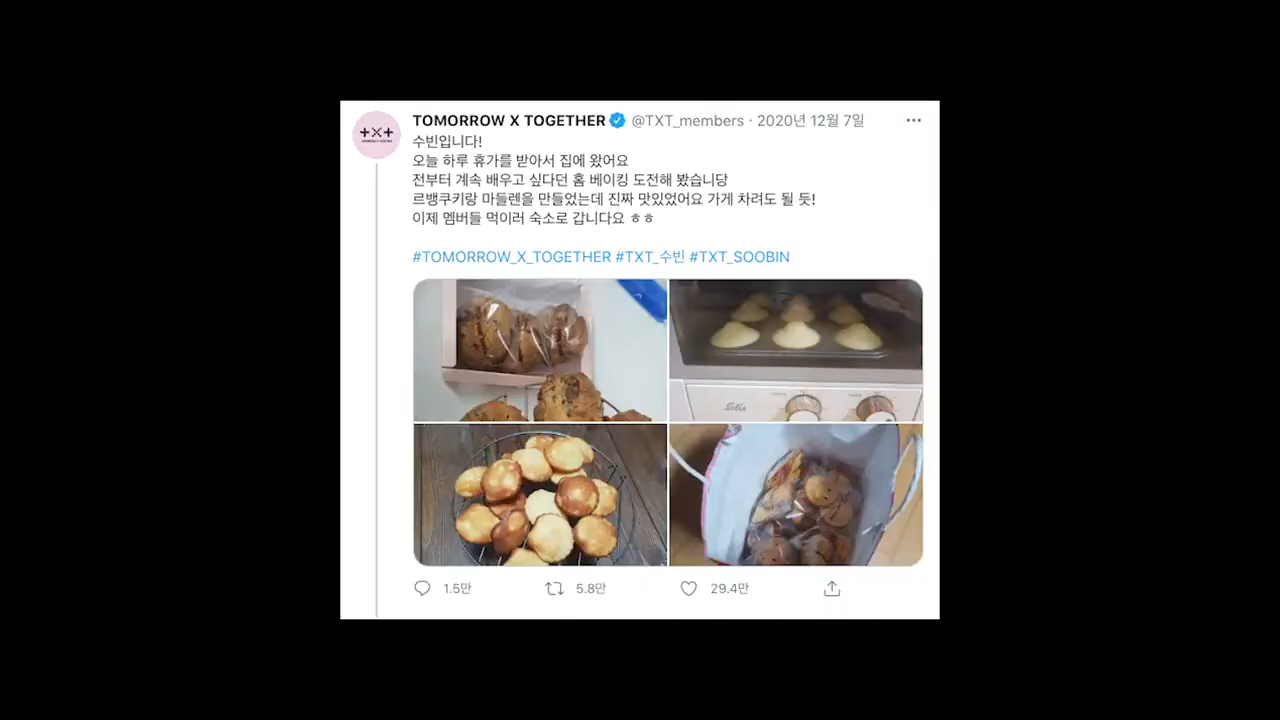 TOMORROW X TOGETHER @TXT_members · 2020년 12월 7일
수빈입니다!
오늘 하루 휴가를 받아서 집에 왔어요
전부터 계속 배우고 싶다던 홈 베이킹 도전해 봤습니당
르뱅쿠키랑 마들렌을 만들었는데 진짜 맛있었어요 가게 차려도 될 듯!
이제 멤버들 먹이러 숙소로 갑니다요 ㅎㅎ
#TOMORROW_X_TOGETHER #TXT_수빈 #TXT_SOOBIN
Solis
1.5만 5.8만 29.4만